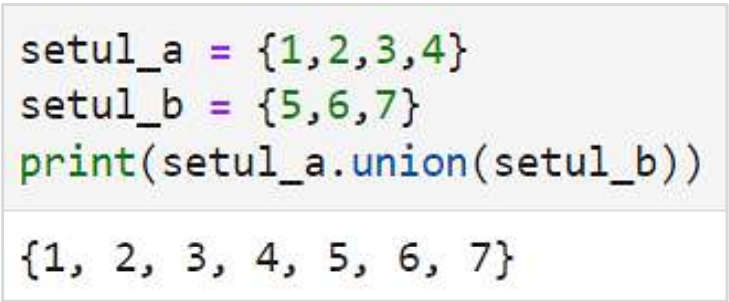 setul_a = {1,2,3,4}
setul_b = {5,6,7}
print(setul_a.union(setul_b))
{1, 2, 3, 4, 5, 6, 7}